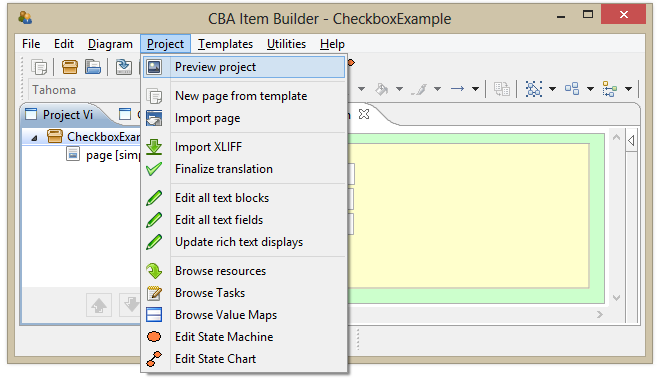 CBA Item Builder - CheckboxExample
File Edit Diagram Project Templates Utilities Help
Tahoma
Project Vi
CheckboxExa
page [simp
Preview project
New page from template
Import page
Import XLIFF
Finalize translation
Edit all text blocks
Edit all text fields
Update rich text displays
Browse resources
Browse Tasks
Browse Value Maps
Edit State Machine
Edit State Chart